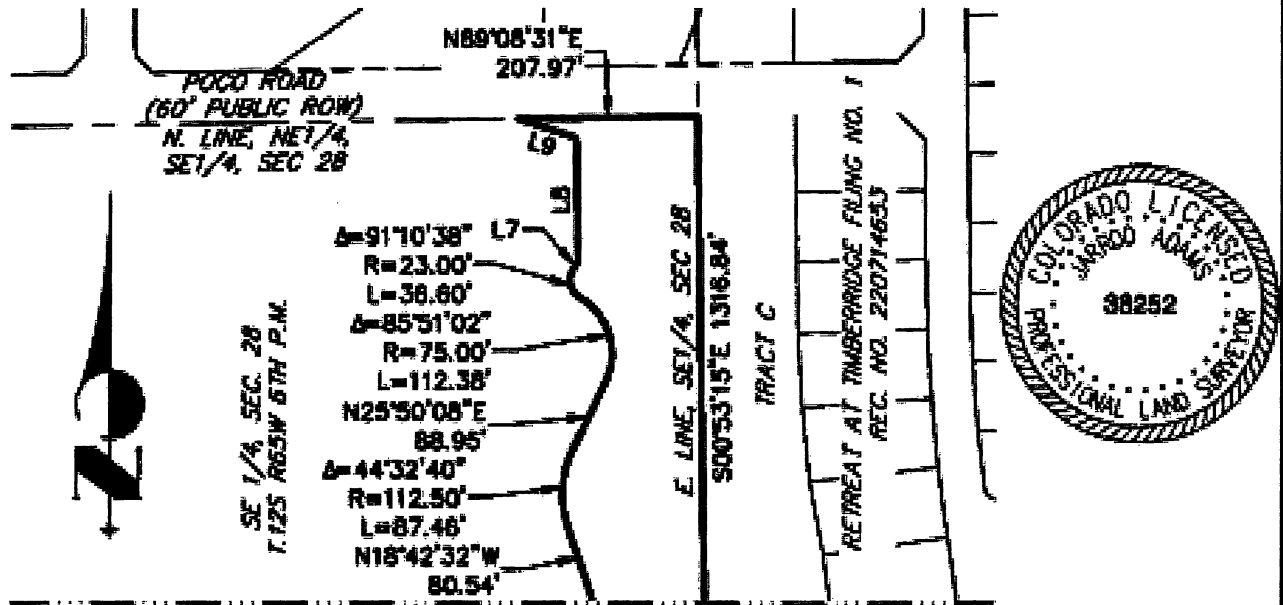 N89°08'31"E
207.97'
POCO ROAD
(60' PUBLIC ROW)
N. LINE, NE1/4,
SE1/4, SEC 28
L9
L8
L7
Δ=91°10'38"
R=23.00'
L=36.60'
Δ=85°51'02"
R=75.00'
L=112.38'
N25°50'08"E
88.95'
Δ=44°32'40"
R=112.50'
L=87.46'
N18°42'32"W
80.54'
SE 1/4, SEC. 28
T.12S R65W 6TH P.M.
N
E. LINE, SE1/4, SEC 28
S00°53'15"E 1316.84'
TRACT C
RETREAT AT TIMBERRIDGE FILING NO. 1
REC. NO. 220714653
COLORADO LICENSED
JARROD ADAMS
38252
PROFESSIONAL LAND SURVEYOR